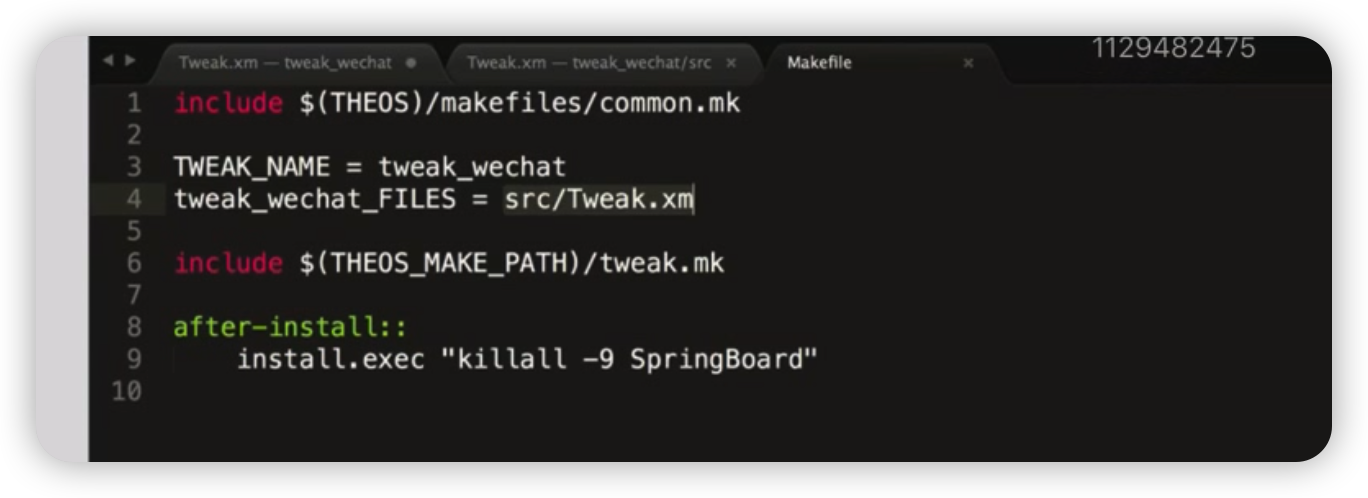 1129482475
Tweak.xm — tweak_wechat
Tweak.xm — tweak_wechat/src
Makefile
1 include $(THEOS)/makefiles/common.mk
2
3 TWEAK_NAME = tweak_wechat
4 tweak_wechat_FILES = src/Tweak.xm
5
6 include $(THEOS_MAKE_PATH)/tweak.mk
7
8 after-install::
9 install.exec "killall -9 SpringBoard"
10